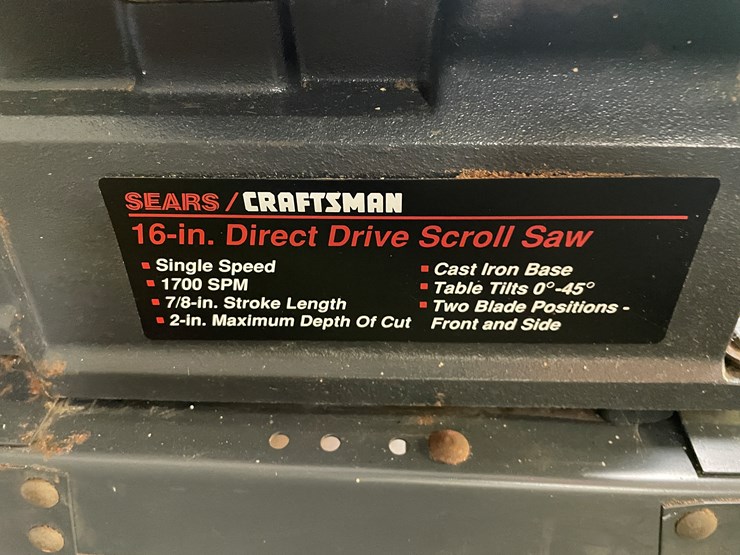 SEARS / CRAFTSMAN
16-in. Direct Drive Scroll Saw
▪ Single Speed
▪ 1700 SPM
▪ 7/8-in. Stroke Length
▪ 2-in. Maximum Depth Of Cut
▪ Cast Iron Base
▪ Table Tilts 0°-45°
▪ Two Blade Positions -
Front and Side